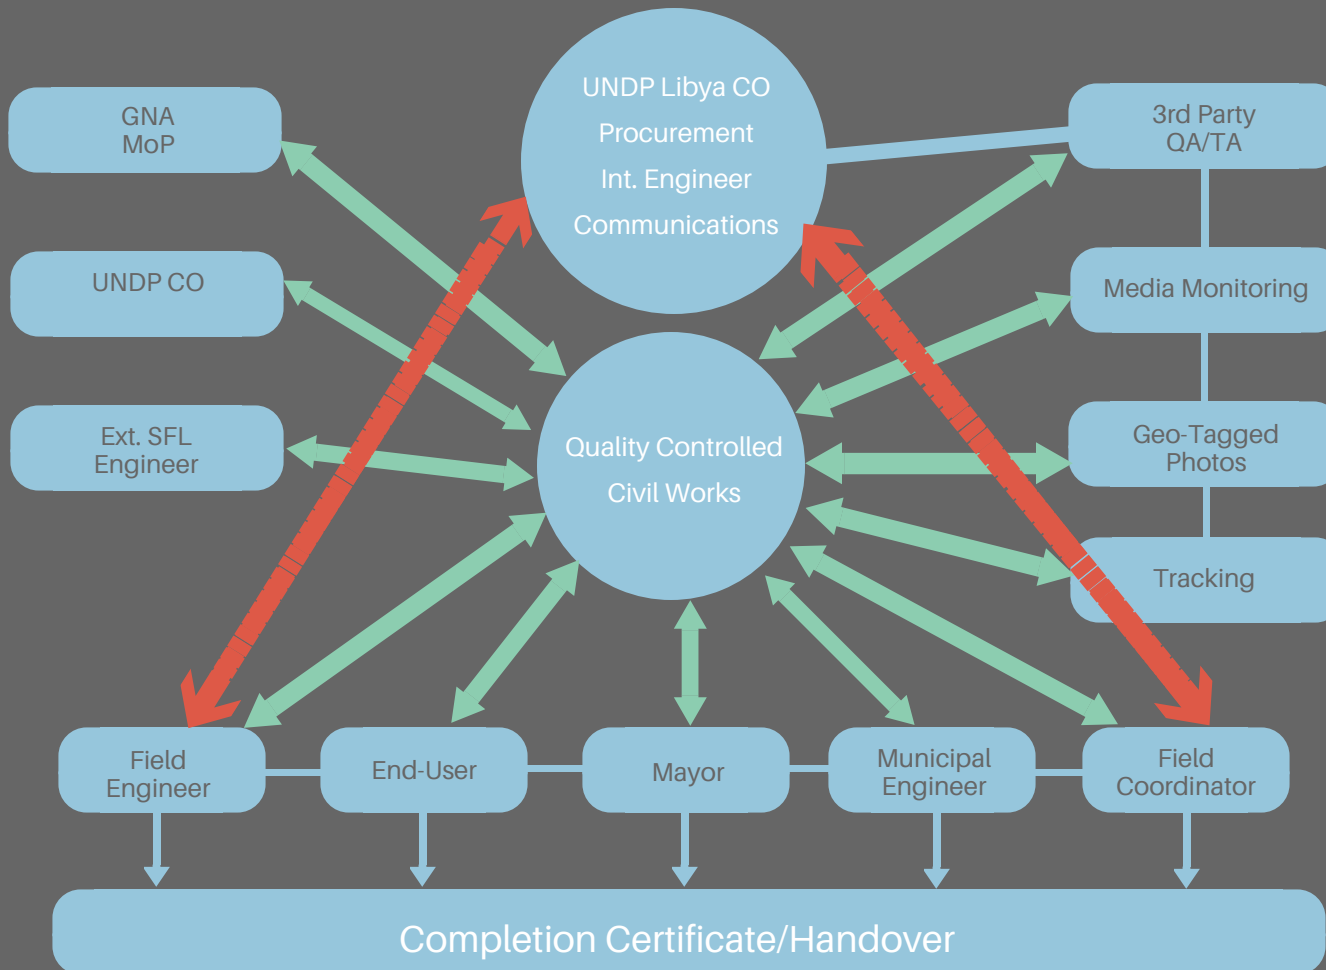 UNDP Libya CO
Procurement
Int. Engineer
Communications
GNA
MoP
3rd Party
QA/TA
UNDP CO
Media Monitoring
Ext. SFL
Engineer
Quality Controlled
Civil Works
Geo-Tagged
Photos
Tracking
Field
Engineer
End-User
Mayor
Municipal
Engineer
Field
Coordinator
Completion Certificate/Handover